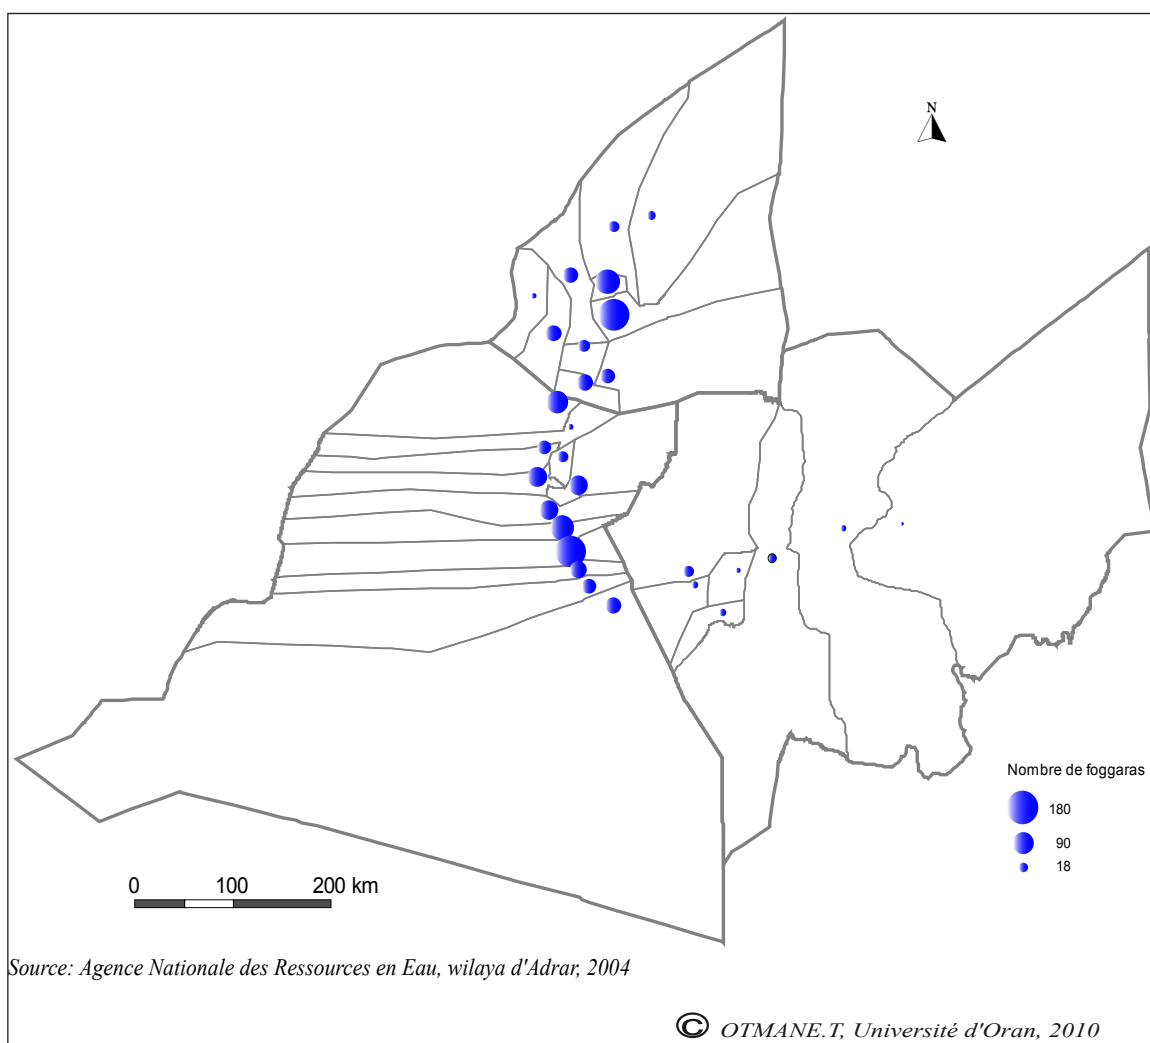 N
Nombre de foggaras
180
90
18
0 100 200 km
Source: Agence Nationale des Ressources en Eau, wilaya d'Adrar, 2004
© OTMANE.T, Université d'Oran, 2010